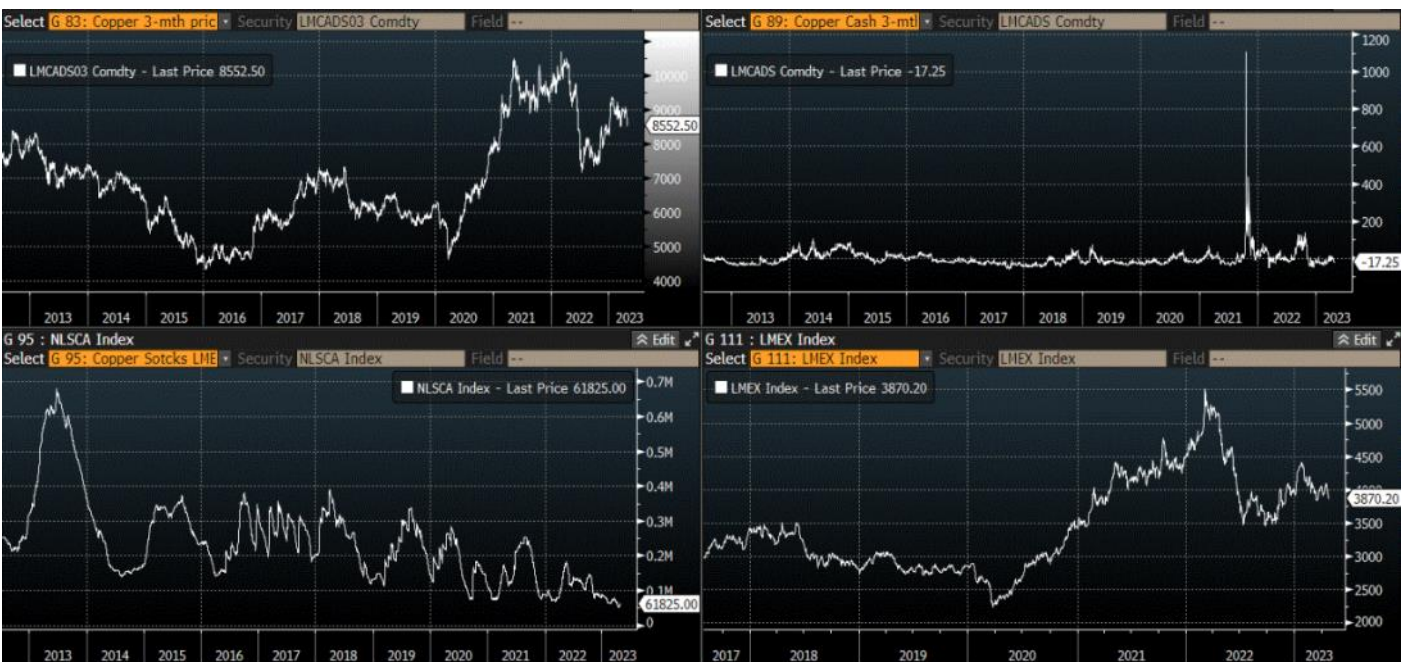 Select G 83: Copper 3-mth pric Security LMCADS03 Comdty Field --
LMCADS03 Comdty - Last Price 8552.50
11000
10000
9000
8552.50
8000
7000
6000
5000
4000
2013 2014 2015 2016 2017 2018 2019 2020 2021 2022 2023
Select G 89: Copper Cash 3-mtl Security LMCADS Comdty Field --
LMCADS Comdty - Last Price -17.25
1200
1000
800
600
400
200
-17.25
2013 2014 2015 2016 2017 2018 2019 2020 2021 2022 2023
G 95 : NLSCA Index Edit
Select G 95: Copper Sotcks LME Security NLSCA Index Field --
NLSCA Index - Last Price 61825.00
0.7M
0.6M
0.5M
0.4M
0.3M
0.2M
0.1M
61825.00
0
2013 2014 2015 2016 2017 2018 2019 2020 2021 2022 2023
G 111 : LMEX Index Edit
Select G 111: LMEX Index Security LMEX Index Field --
LMEX Index - Last Price 3870.20
5500
5000
4500
4000
3870.20
3500
3000
2500
2000
2017 2018 2019 2020 2021 2022 2023